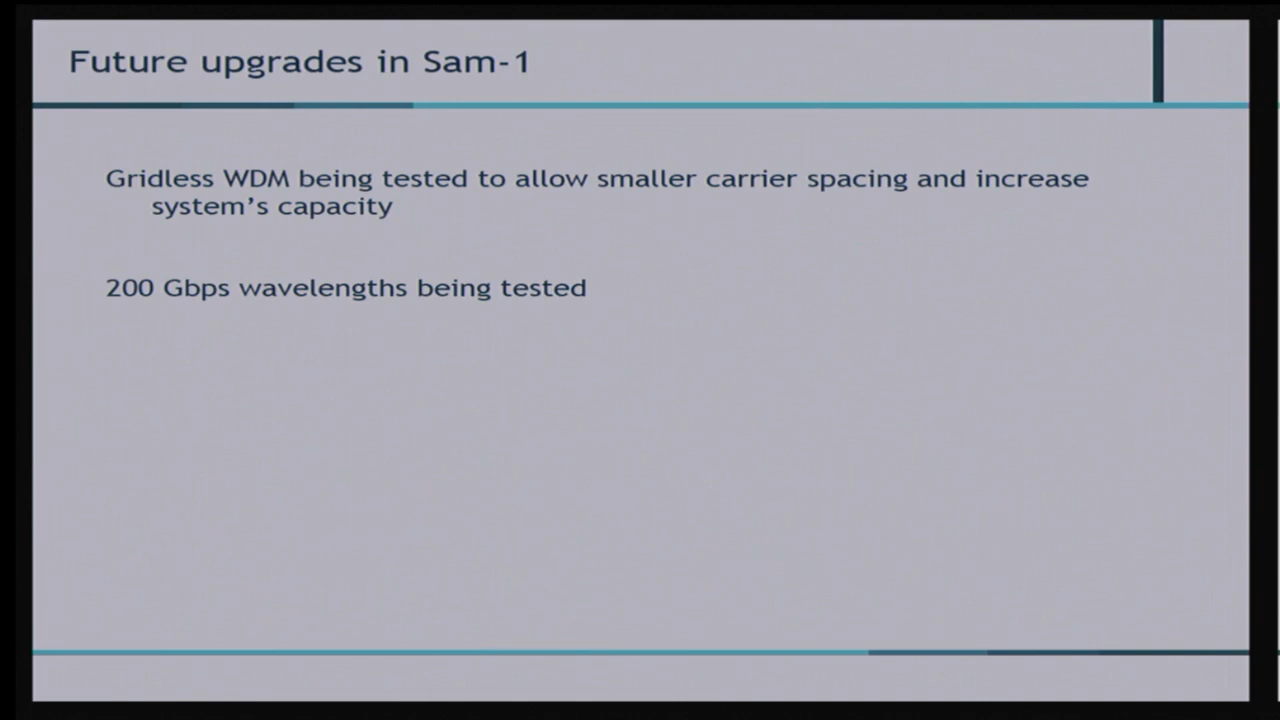 Future upgrades in Sam-1
Gridless WDM being tested to allow smaller carrier spacing and increase
system's capacity
200 Gbps wavelengths being tested